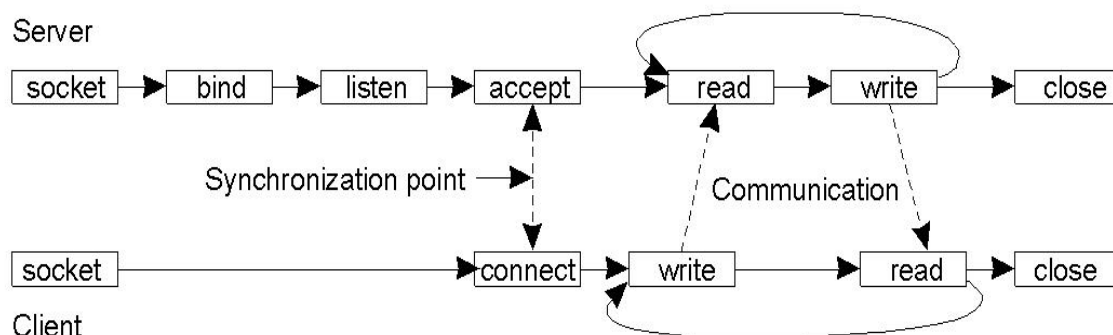 Server
socket bind listen accept read write close
Synchronization point
Communication
socket connect write read close
Client